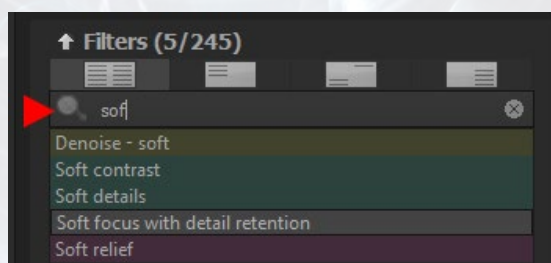 Filters (5/245)
sof
Denoise - soft
Soft contrast
Soft details
Soft focus with detail retention
Soft relief